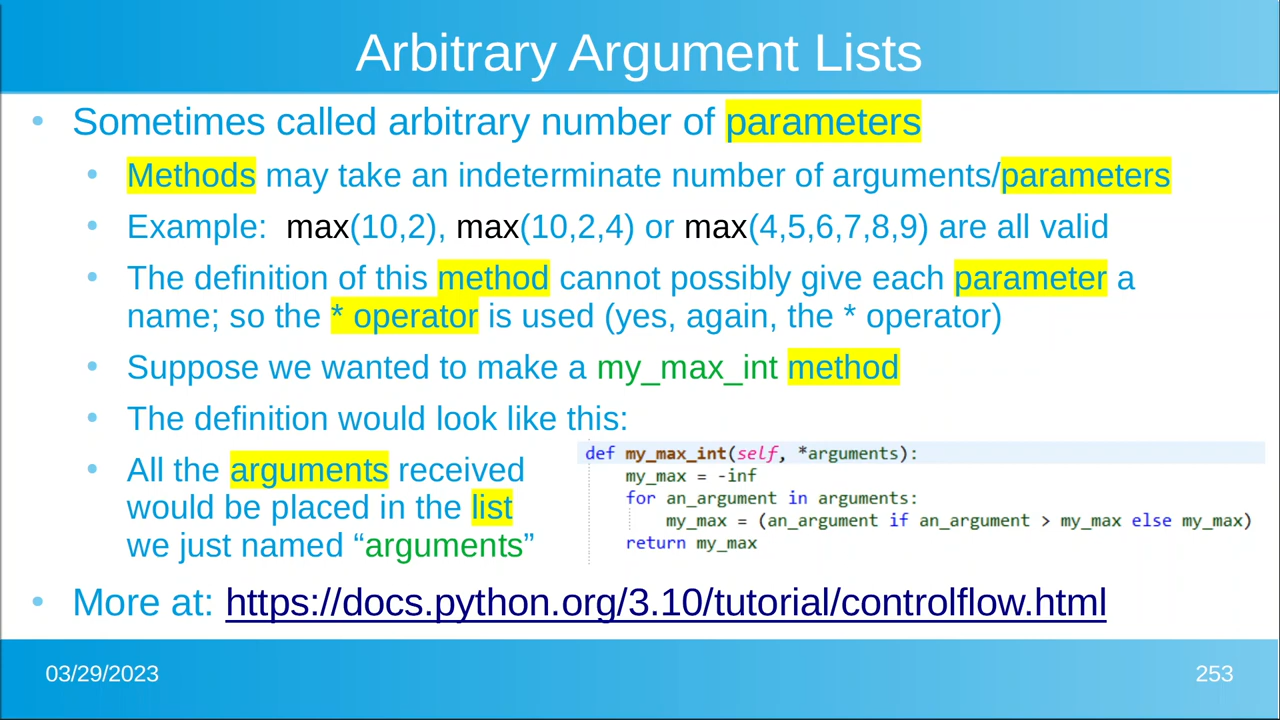 Arbitrary Argument Lists
• Sometimes called arbitrary number of parameters
• Methods may take an indeterminate number of arguments/parameters
• Example: max(10,2), max(10,2,4) or max(4,5,6,7,8,9) are all valid
• The definition of this method cannot possibly give each parameter a
name; so the * operator is used (yes, again, the * operator)
• Suppose we wanted to make a my_max_int method
• The definition would look like this:
• All the arguments received
would be placed in the list
we just named “arguments”
def my_max_int(self, *arguments):
    my_max = -inf
    for an_argument in arguments:
        my_max = (an_argument if an_argument > my_max else my_max)
    return my_max
• More at: https://docs.python.org/3.10/tutorial/controlflow.html
03/29/2023
253